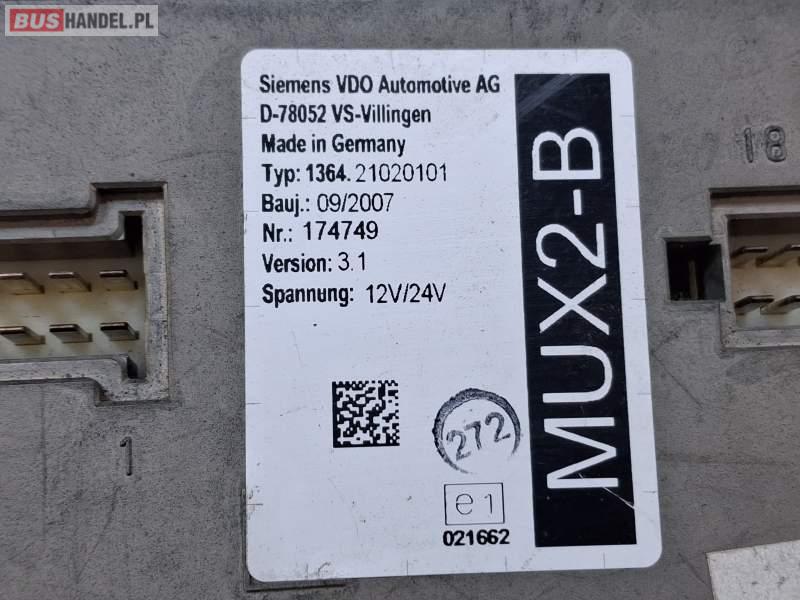 BUSHANDEL.PL
Siemens VDO Automotive AG
D-78052 VS-Villingen
Made in Germany
Typ: 1364.21020101
Bauj.: 09/2007
Nr.: 174749
Version: 3.1
Spannung: 12V/24V
MUX2-B
272
e1
021662
1
18